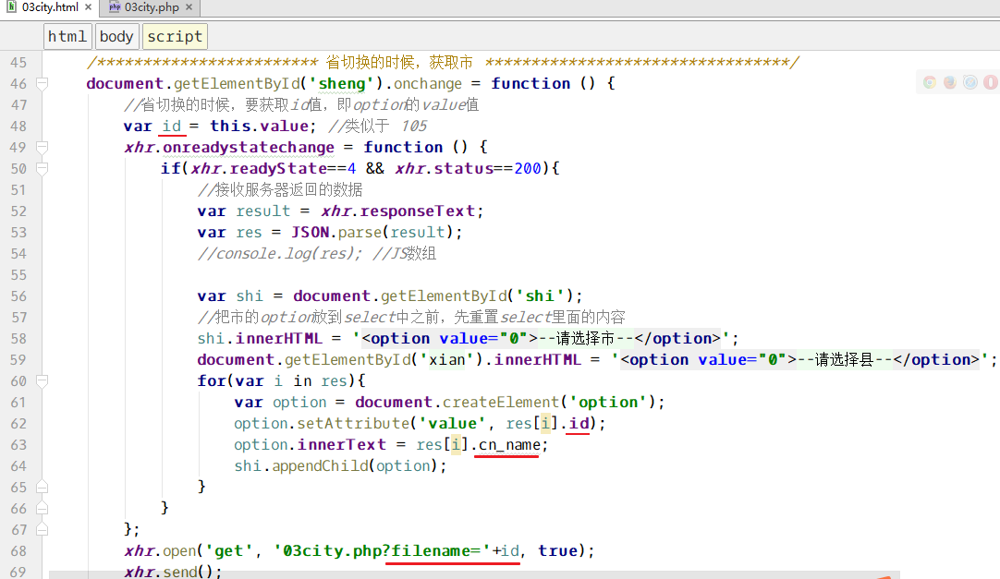 03city.html × 03city.php ×
html body script
45 /************************ 省切换的时候，获取市 *********************************/
46 document.getElementById('sheng').onchange = function () {
47 //省切换的时候，要获取id值，即option的value值
48 var id = this.value; //类似于 105
49 xhr.onreadystatechange = function () {
50 if(xhr.readyState==4 && xhr.status==200){
51 //接收服务器返回的数据
52 var result = xhr.responseText;
53 var res = JSON.parse(result);
54 //console.log(res); //JS数组
55
56 var shi = document.getElementById('shi');
57 //把市的option放到select中之前，先重置select里面的内容
58 shi.innerHTML = '<option value="0">--请选择市--</option>';
59 document.getElementById('xian').innerHTML = '<option value="0">--请选择县--</option>';
60 for(var i in res){
61 var option = document.createElement('option');
62 option.setAttribute('value', res[i].id);
63 option.innerText = res[i].cn_name;
64 shi.appendChild(option);
65 }
66 }
67 };
68 xhr.open('get', '03city.php?filename='+id, true);
69 xhr.send();